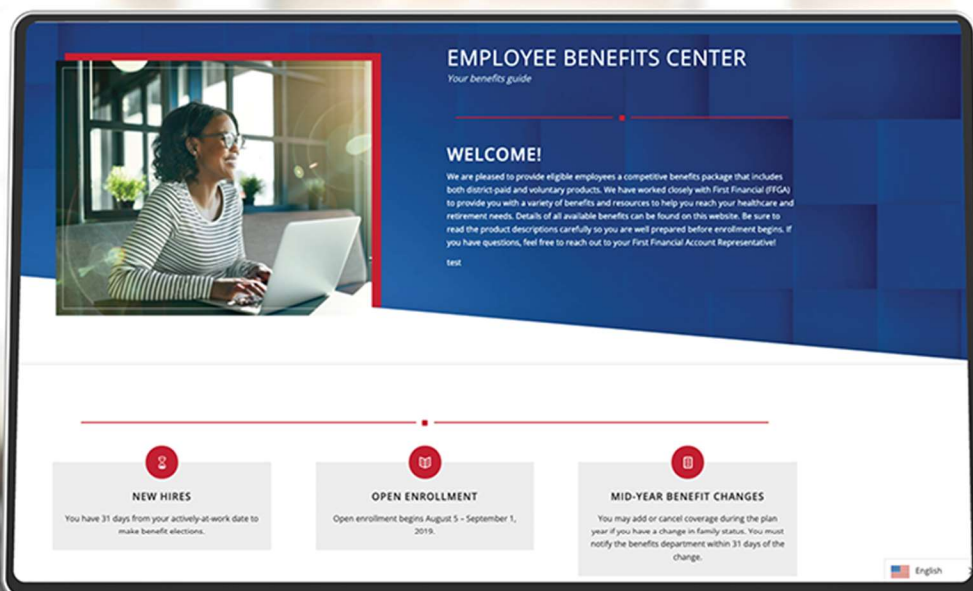 EMPLOYEE BENEFITS CENTER
Your benefits guide
WELCOME!
We are pleased to provide eligible employees a competitive benefits package that includes
both district-paid and voluntary products. We have worked closely with First Financial (FFGA)
to provide you with a variety of benefits and resources to help you reach your healthcare and
retirement needs. Details of all available benefits can be found on this website. Be sure to
read the product descriptions carefully so you are well prepared before enrollment begins. If
you have questions, feel free to reach out to your First Financial Account Representative!
test
NEW HIRES
You have 31 days from your actively-at-work date to
make benefit elections.
OPEN ENROLLMENT
Open enrollment begins August 5 – September 1,
2019.
MID-YEAR BENEFIT CHANGES
You may add or cancel coverage during the plan
year if you have a change in family status. You must
notify the benefits department within 31 days of the
change.
English